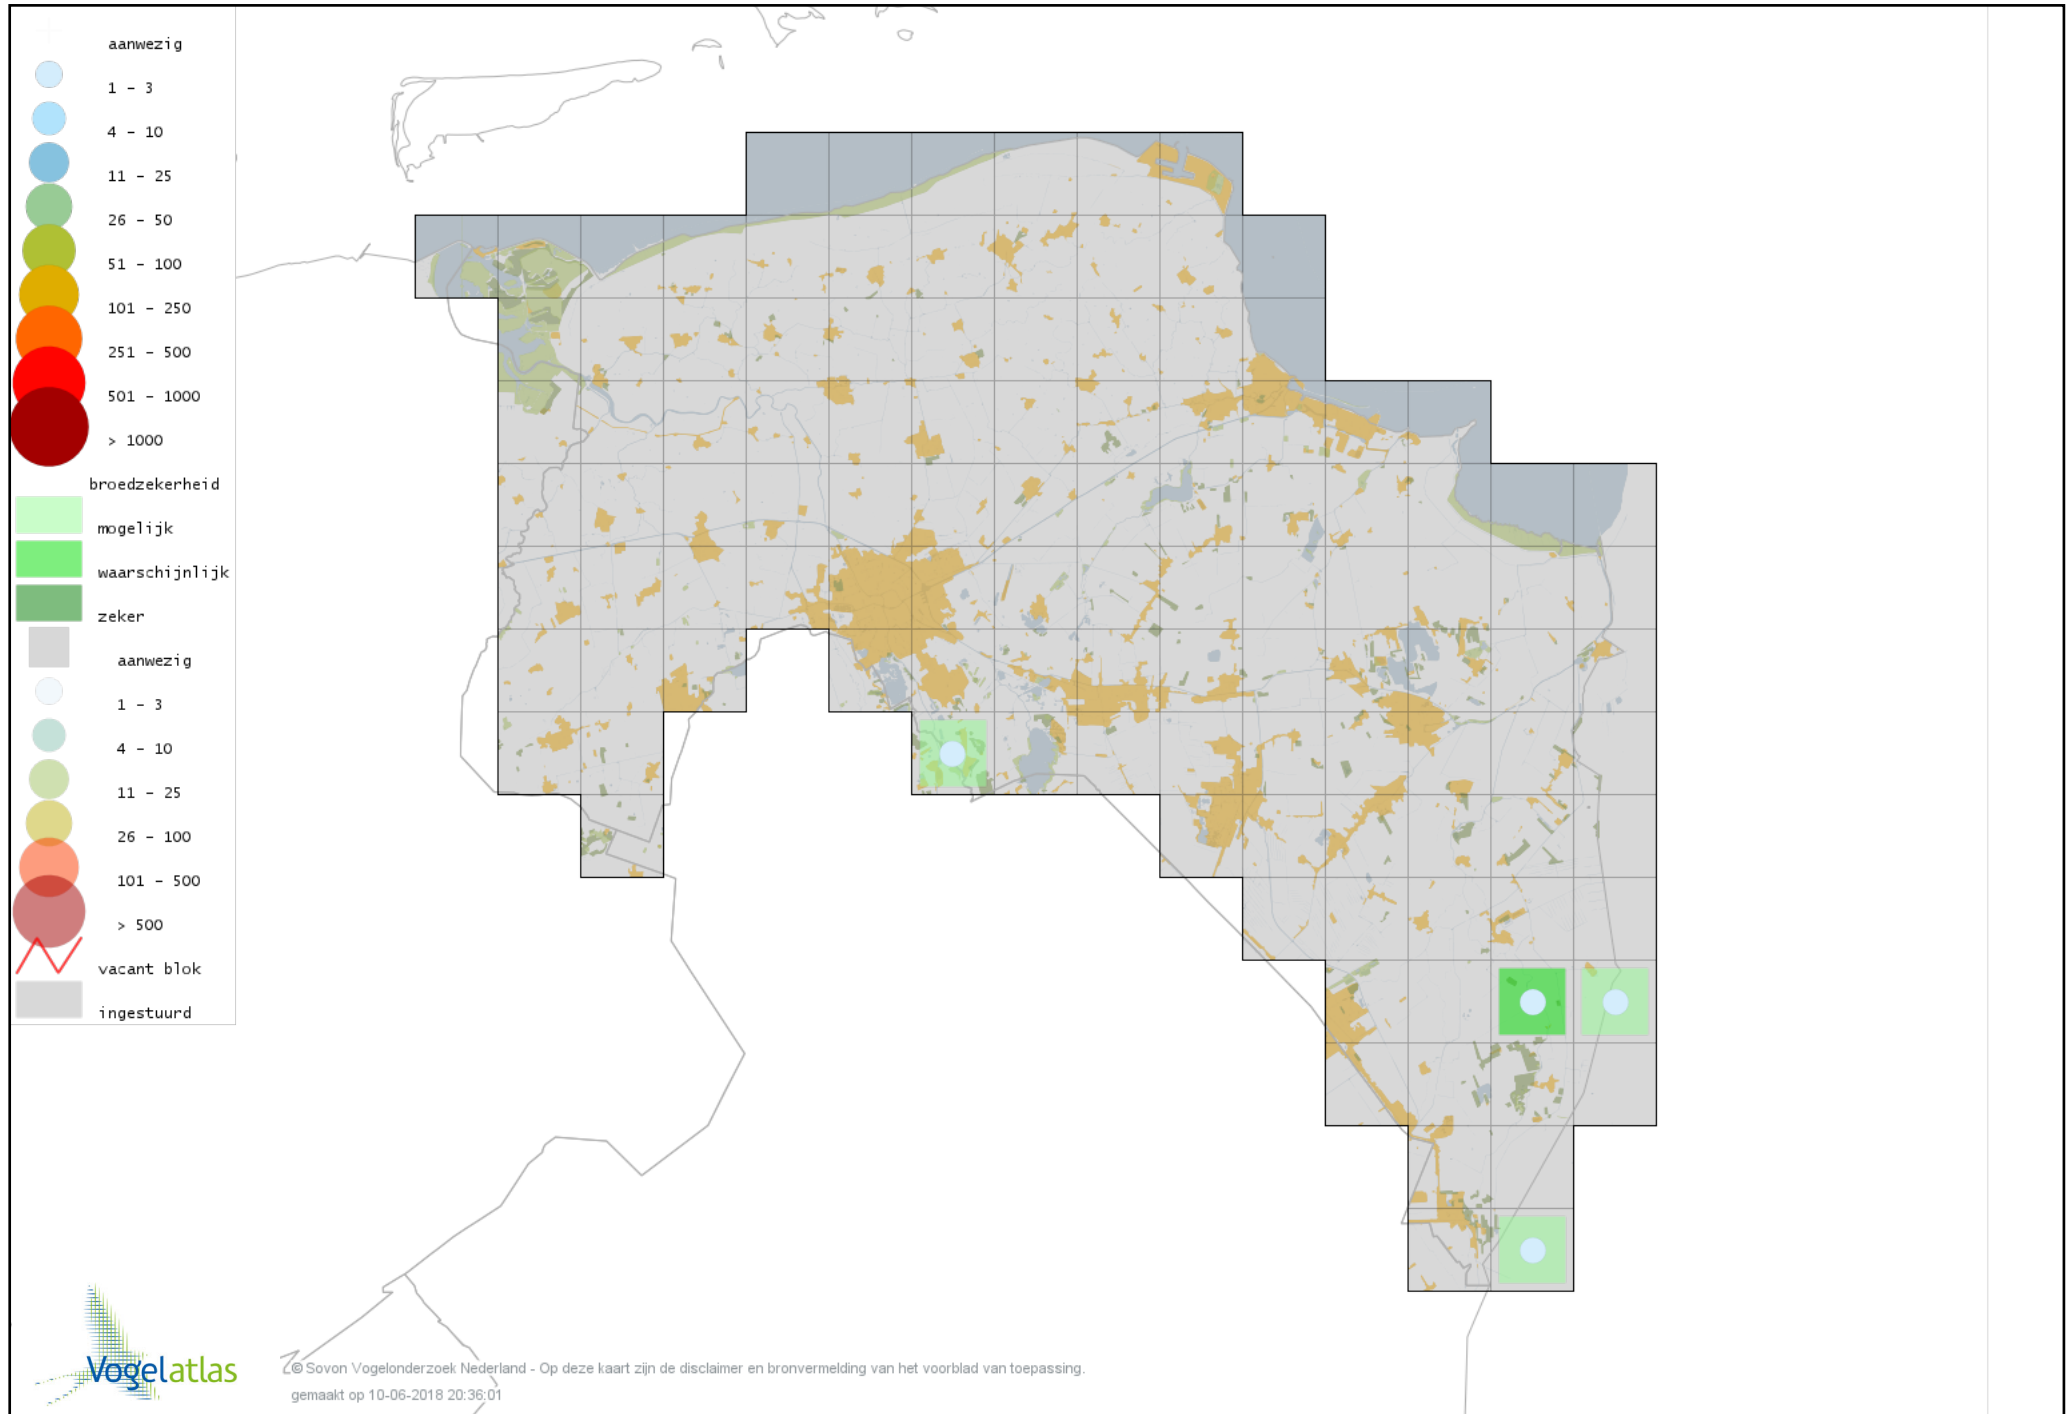 aanwezig
1 - 3
4 - 10
11 - 25
26 - 50
51 - 100
101 - 250
251 - 500
501 - 1000
> 1000
broedzekerheid
mogelijk
waarschijnlijk
zeker
aanwezig
1 - 3
4 - 10
11 - 25
26 - 100
101 - 500
> 500
vacant blok
ingestuurd
Vogelatlas
© Sovon Vogelonderzoek Nederland - Op deze kaart zijn de disclaimer en bronvermelding van het voorblad van toepassing.
gemaakt op 10-06-2018 20:36:01